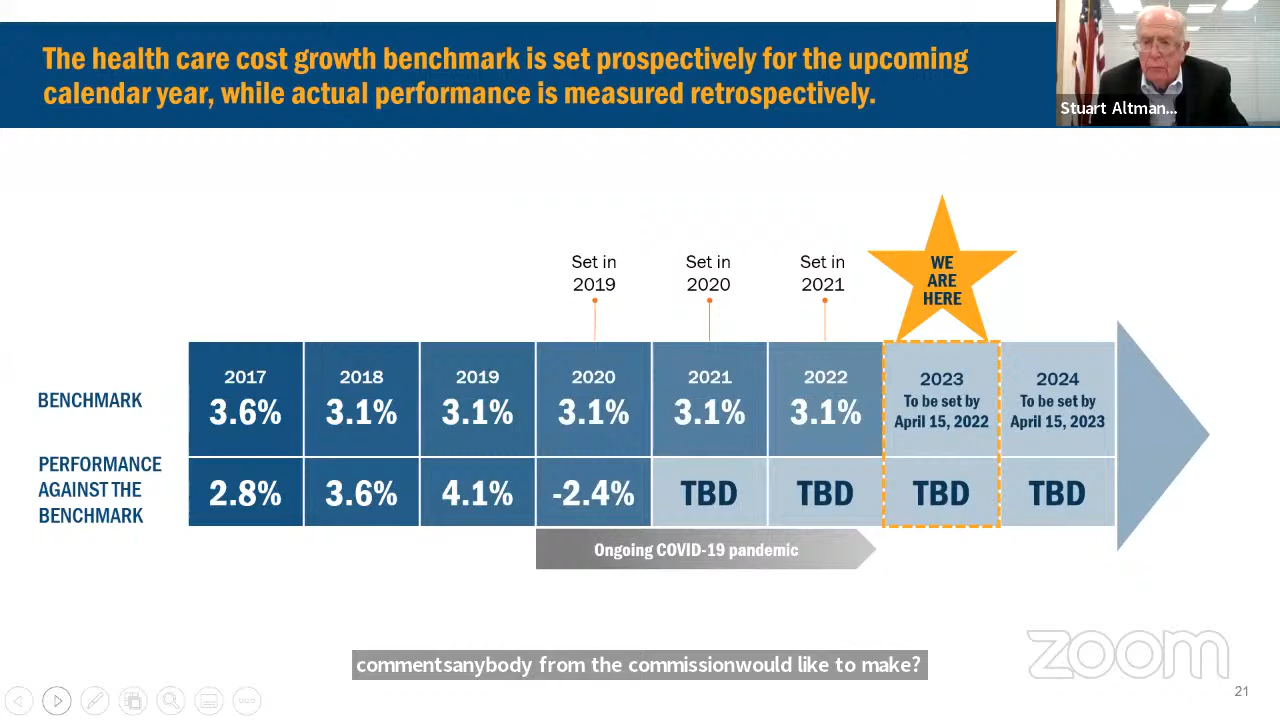 The health care cost growth benchmark is set prospectively for the upcoming
calendar year, while actual performance is measured retrospectively.
Stuart Altman...
Set in
2019
Set in
2020
Set in
2021
WE
ARE
HERE
BENCHMARK
2017
3.6%
2018
3.1%
2019
3.1%
2020
3.1%
2021
3.1%
2022
3.1%
2023
To be set by
April 15, 2022
2024
To be set by
April 15, 2023
PERFORMANCE
AGAINST THE
BENCHMARK
2.8%
3.6%
4.1%
-2.4%
TBD
TBD
TBD
TBD
Ongoing COVID-19 pandemic
commentsanybody from the commissionwould like to make?
zoom
21